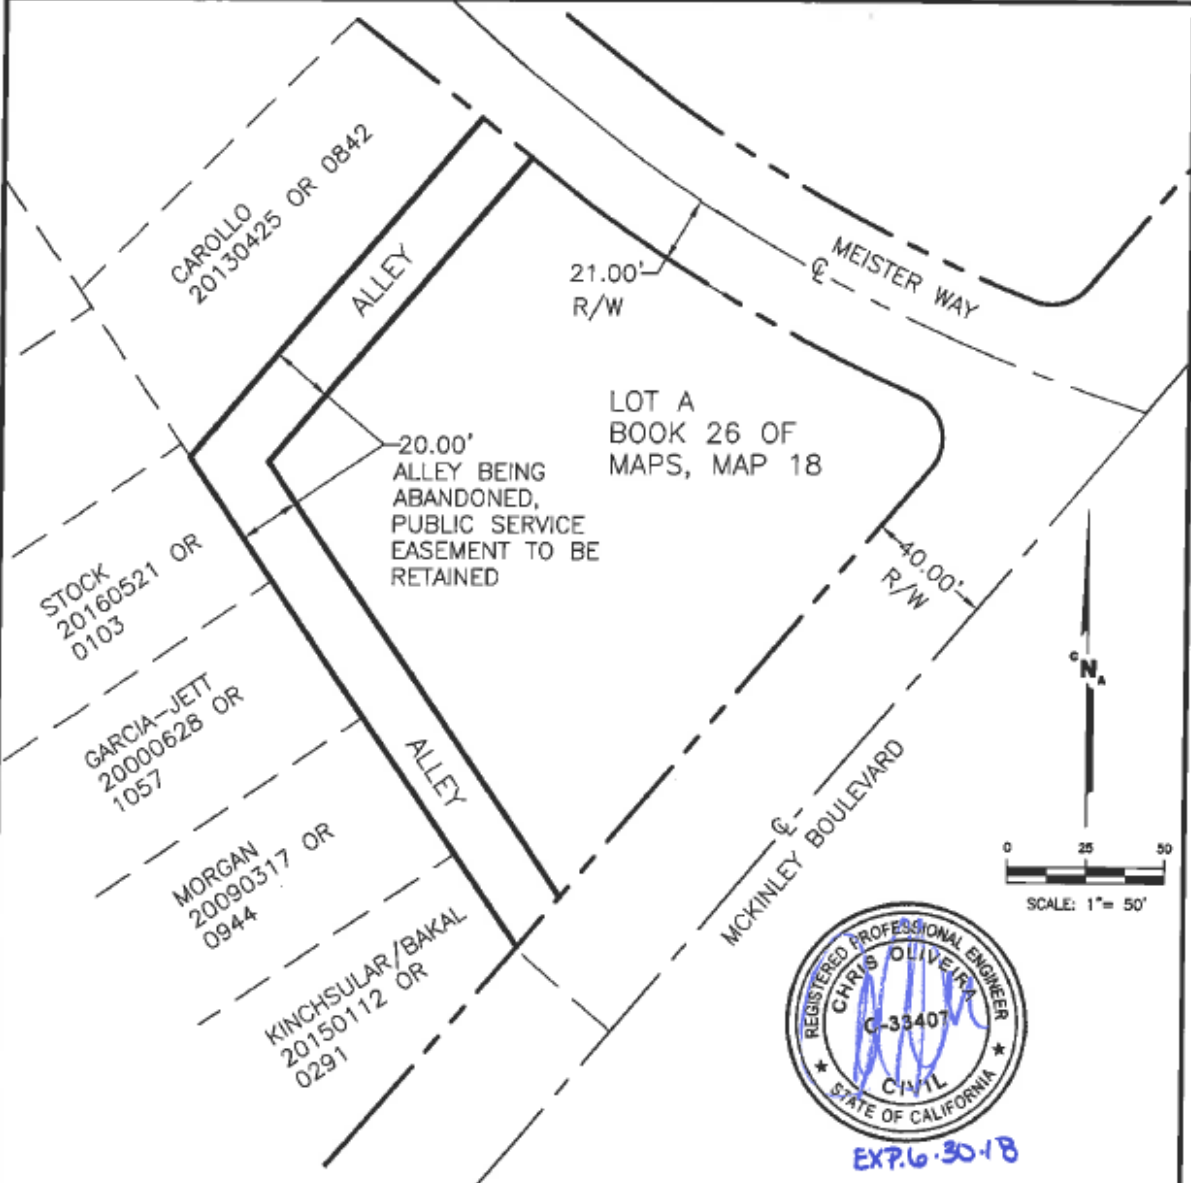 CAROLLO
20130425 OR 0842
ALLEY
21.00'
R/W
MEISTER WAY
℄
LOT A
BOOK 26 OF
MAPS, MAP 18
20.00'
ALLEY BEING
ABANDONED,
PUBLIC SERVICE
EASEMENT TO BE
RETAINED
40.00'
R/W
STOCK
20160521 OR
0103
GARCIA-JETT
20000628 OR
1057
ALLEY
MORGAN
20090317 OR
0944
KINCHSULAR/BAKAL
20150112 OR
0291
℄
MCKINLEY BOULEVARD
C N A
0 25 50
SCALE: 1"= 50'
REGISTERED PROFESSIONAL ENGINEER
CHRIS OLIVEIRA
C-33407
CIVIL
STATE OF CALIFORNIA
EXP. 6.30.18